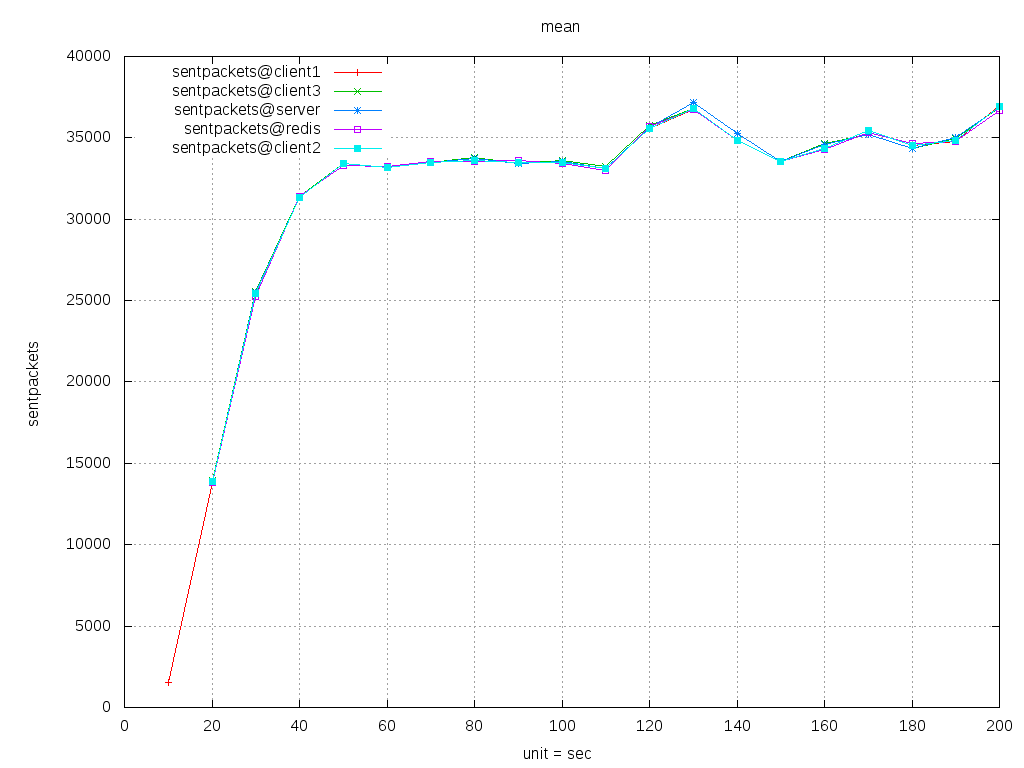 mean
40000
35000
30000
25000
20000
15000
10000
5000
0
sentpackets@client1
sentpackets@client3
sentpackets@server
sentpackets@redis
sentpackets@client2
sentpackets
0 20 40 60 80 100 120 140 160 180 200
unit = sec